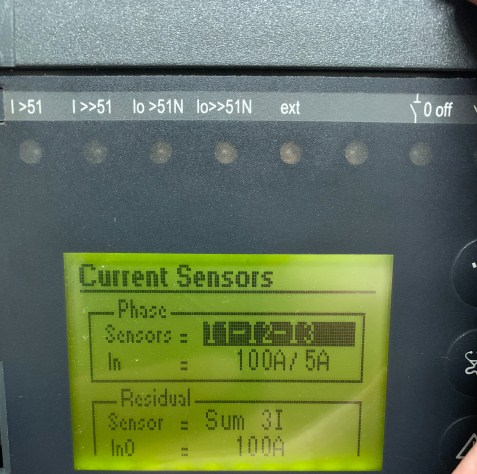 I >51 I >>51 Io >51N Io>>51N ext 0 off
Current Sensors
Phase
Sensors = I1-I2-I3
In = 100A/ 5A
Residual
Sensor = Sum 3I
In0 = 100A